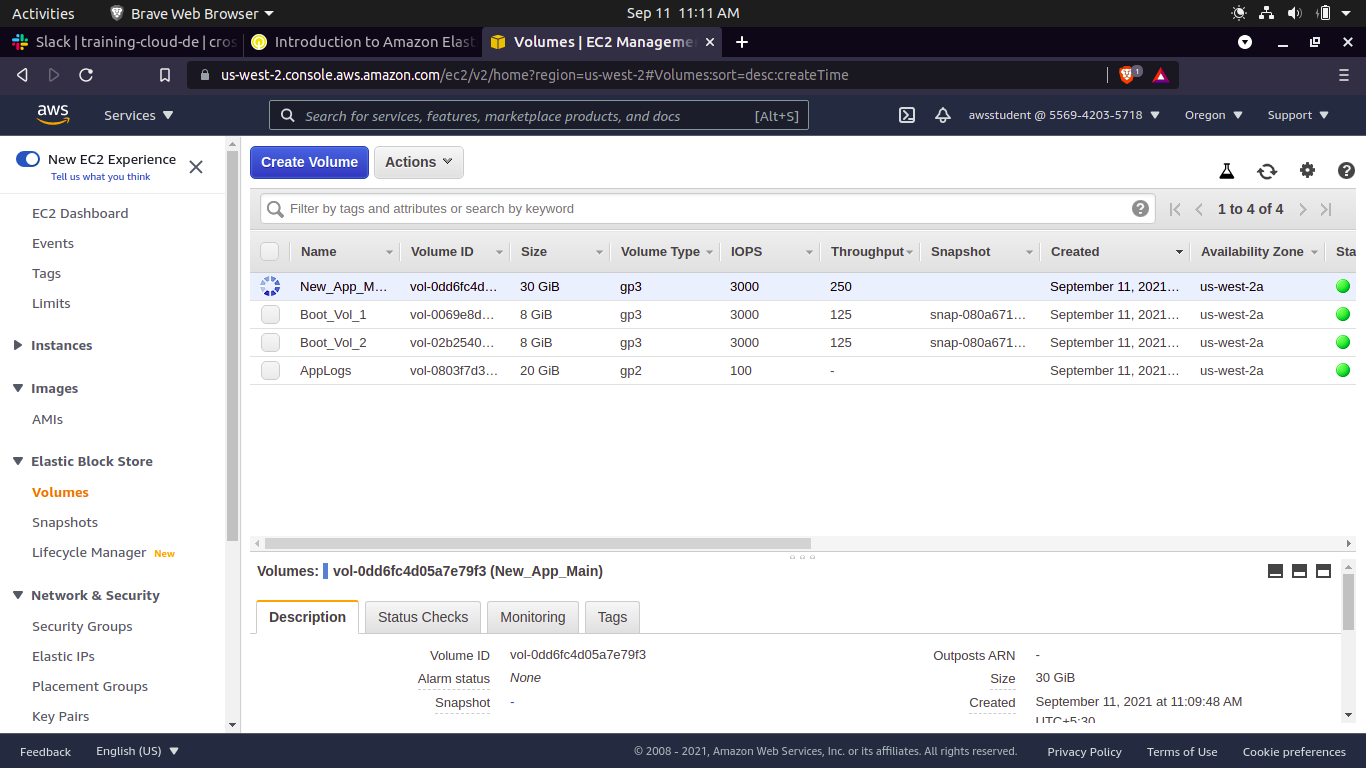 Activities Brave Web Browser Sep 11 11:11 AM
Slack | training-cloud-de | cros Introduction to Amazon Elast Volumes | EC2 Manageme
us-west-2.console.aws.amazon.com/ec2/v2/home?region=us-west-2#Volumes:sort=desc:createTime 1
aws Services Search for services, features, marketplace products, and docs [Alt+S] awsstudent @ 5569-4203-5718 Oregon Support
New EC2 Experience
Tell us what you think
EC2 Dashboard
Events
Tags
Limits
Instances
Images
AMIs
Elastic Block Store
Volumes
Snapshots
Lifecycle Manager New
Network & Security
Security Groups
Elastic IPs
Placement Groups
Key Pairs
Create Volume Actions
Filter by tags and attributes or search by keyword 1 to 4 of 4
Name Volume ID Size Volume Type IOPS Throughput Snapshot Created Availability Zone Sta
New_App_M... vol-0dd6fc4d... 30 GiB gp3 3000 250 September 11, 2021... us-west-2a
Boot_Vol_1 vol-0069e8d... 8 GiB gp3 3000 125 snap-080a671... September 11, 2021... us-west-2a
Boot_Vol_2 vol-02b2540... 8 GiB gp3 3000 125 snap-080a671... September 11, 2021... us-west-2a
AppLogs vol-0803f7d3... 20 GiB gp2 100 - September 11, 2021... us-west-2a
Volumes: vol-0dd6fc4d05a7e79f3 (New_App_Main)
Description Status Checks Monitoring Tags
Volume ID vol-0dd6fc4d05a7e79f3 Outposts ARN -
Alarm status None Size 30 GiB
Snapshot - Created September 11, 2021 at 11:09:48 AM
UTC+5:30
Feedback English (US) © 2008 - 2021, Amazon Web Services, Inc. or its affiliates. All rights reserved. Privacy Policy Terms of Use Cookie preferences